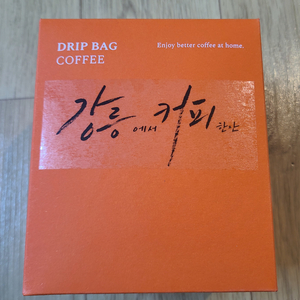 DRIP BAG
COFFEE
Enjoy better coffee at home.
강릉에서 커피한잔